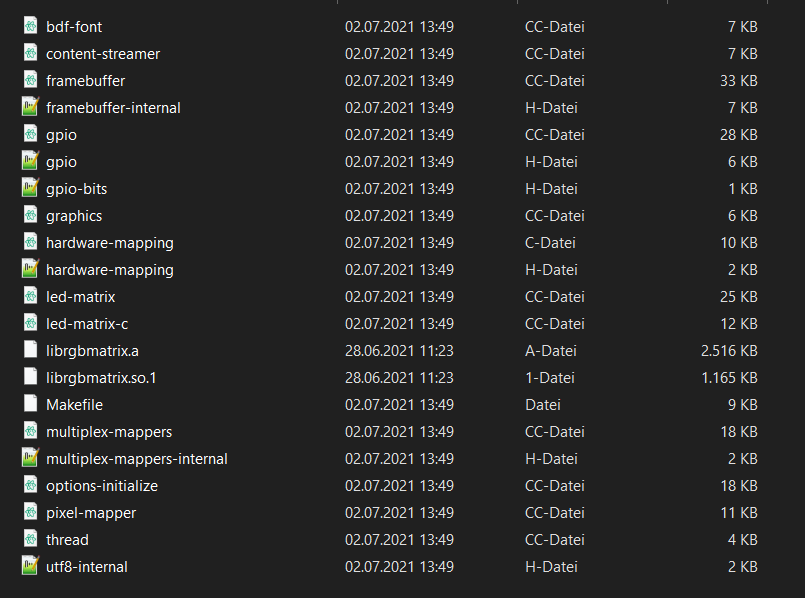 bdf-font 02.07.2021 13:49 CC-Datei 7 KB
content-streamer 02.07.2021 13:49 CC-Datei 7 KB
framebuffer 02.07.2021 13:49 CC-Datei 33 KB
framebuffer-internal 02.07.2021 13:49 H-Datei 7 KB
gpio 02.07.2021 13:49 CC-Datei 28 KB
gpio 02.07.2021 13:49 H-Datei 6 KB
gpio-bits 02.07.2021 13:49 H-Datei 1 KB
graphics 02.07.2021 13:49 CC-Datei 6 KB
hardware-mapping 02.07.2021 13:49 C-Datei 10 KB
hardware-mapping 02.07.2021 13:49 H-Datei 2 KB
led-matrix 02.07.2021 13:49 CC-Datei 25 KB
led-matrix-c 02.07.2021 13:49 CC-Datei 12 KB
librgbmatrix.a 28.06.2021 11:23 A-Datei 2.516 KB
librgbmatrix.so.1 28.06.2021 11:23 1-Datei 1.165 KB
Makefile 02.07.2021 13:49 Datei 9 KB
multiplex-mappers 02.07.2021 13:49 CC-Datei 18 KB
multiplex-mappers-internal 02.07.2021 13:49 H-Datei 2 KB
options-initialize 02.07.2021 13:49 CC-Datei 18 KB
pixel-mapper 02.07.2021 13:49 CC-Datei 11 KB
thread 02.07.2021 13:49 CC-Datei 4 KB
utf8-internal 02.07.2021 13:49 H-Datei 2 KB